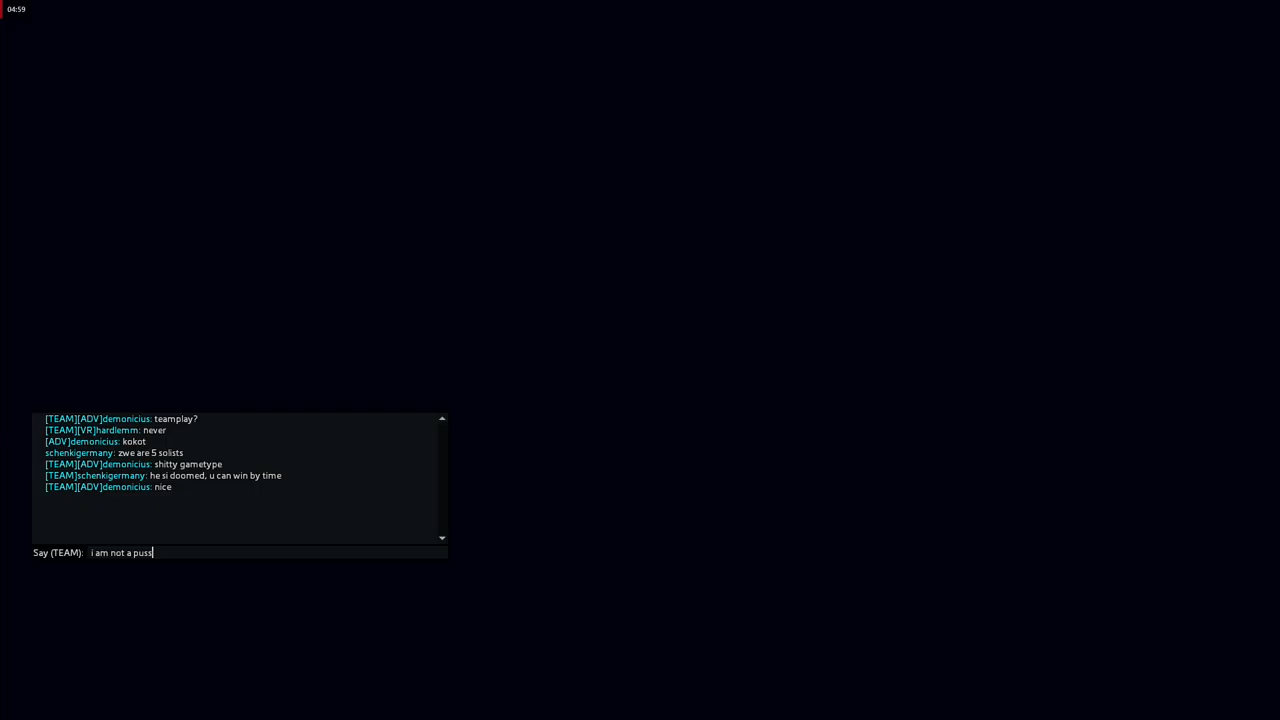 04:59
[TEAM][ADV]demonicius: teamplay?
[TEAM][VR]hardlemm: never
[ADV]demonicius: kokot
schenkigermany: zwe are 5 solists
[TEAM][ADV]demonicius: shitty gametype
[TEAM]schenkigermany: he si doomed, u can win by time
[TEAM][ADV]demonicius: nice
Say (TEAM): i am not a puss